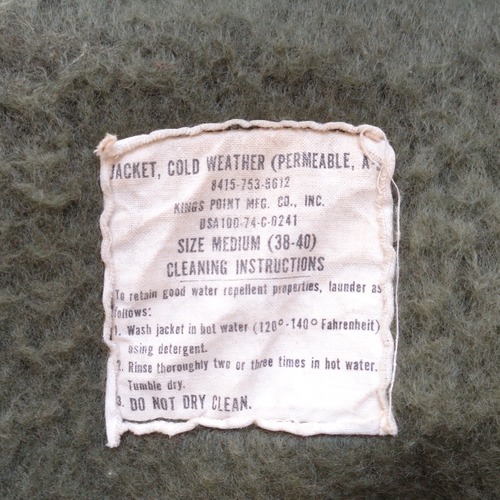 JACKET, COLD WEATHER (PERMEABLE, A-2
8415-753-5612
KINGS POINT MFG. CO., INC.
DSA100-74-C-0241
SIZE MEDIUM (38-40)
CLEANING INSTRUCTIONS
To retain good water repellent properties, launder as
follows:
1. Wash jacket in hot water (120°-140° Fahrenheit)
using detergent.
2. Rinse thoroughly two or three times in hot water.
Tumble dry.
3. DO NOT DRY CLEAN.